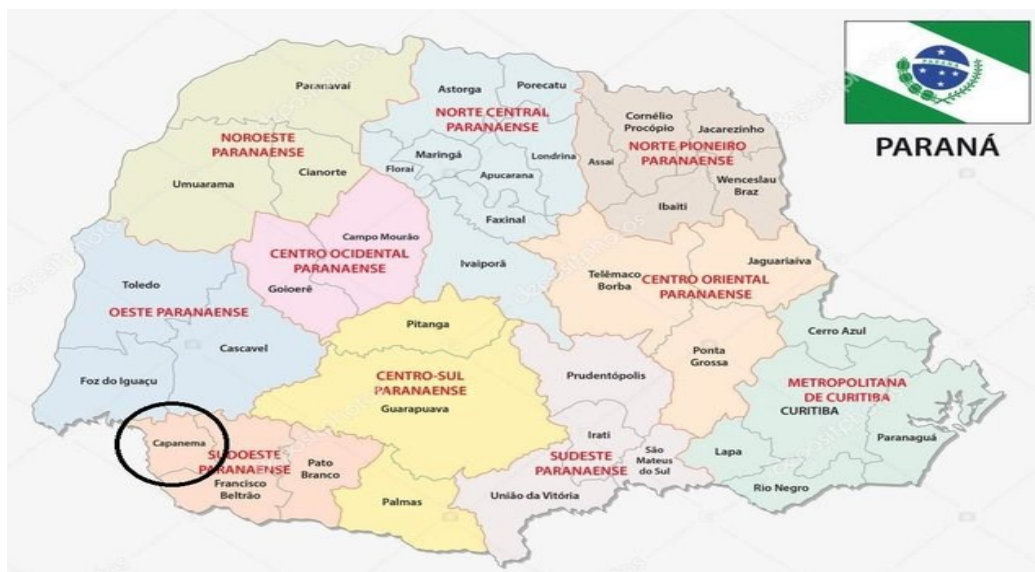 PARANÁ
PARANÁ
Paranavaí
NOROESTE
PARANAENSE
Umuarama
Cianorte
Astorga
Porecatu
NORTE CENTRAL
PARANAENSE
Maringá
Londrina
Floraí
Apucarana
Faxinal
Ivaiporã
Cornélio
Procópio
Jacarezinho
NORTE PIONEIRO
PARANAENSE
Assaí
Wenceslau
Braz
Ibaiti
Campo Mourão
CENTRO OCIDENTAL
PARANAENSE
Goioerê
Toledo
OESTE PARANAENSE
Cascavel
Foz do Iguaçu
Jaguariaíva
Telêmaco
Borba
CENTRO ORIENTAL
PARANAENSE
Ponta
Grossa
Pitanga
CENTRO-SUL
PARANAENSE
Guarapuava
Palmas
Prudentópolis
Irati
São
Mateus
do Sul
SUDESTE
PARANAENSE
União da Vitória
Cerro Azul
METROPOLITANA
DE CURITIBA
CURITIBA
Paranaguá
Lapa
Rio Negro
Capanema
SUDOESTE
PARANAENSE
Francisco
Beltrão
Pato
Branco
depositphotos